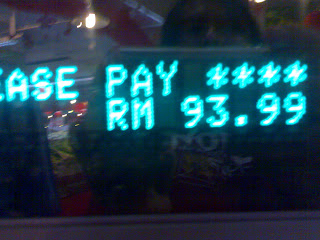 EASE PAY ****
RM 93.99